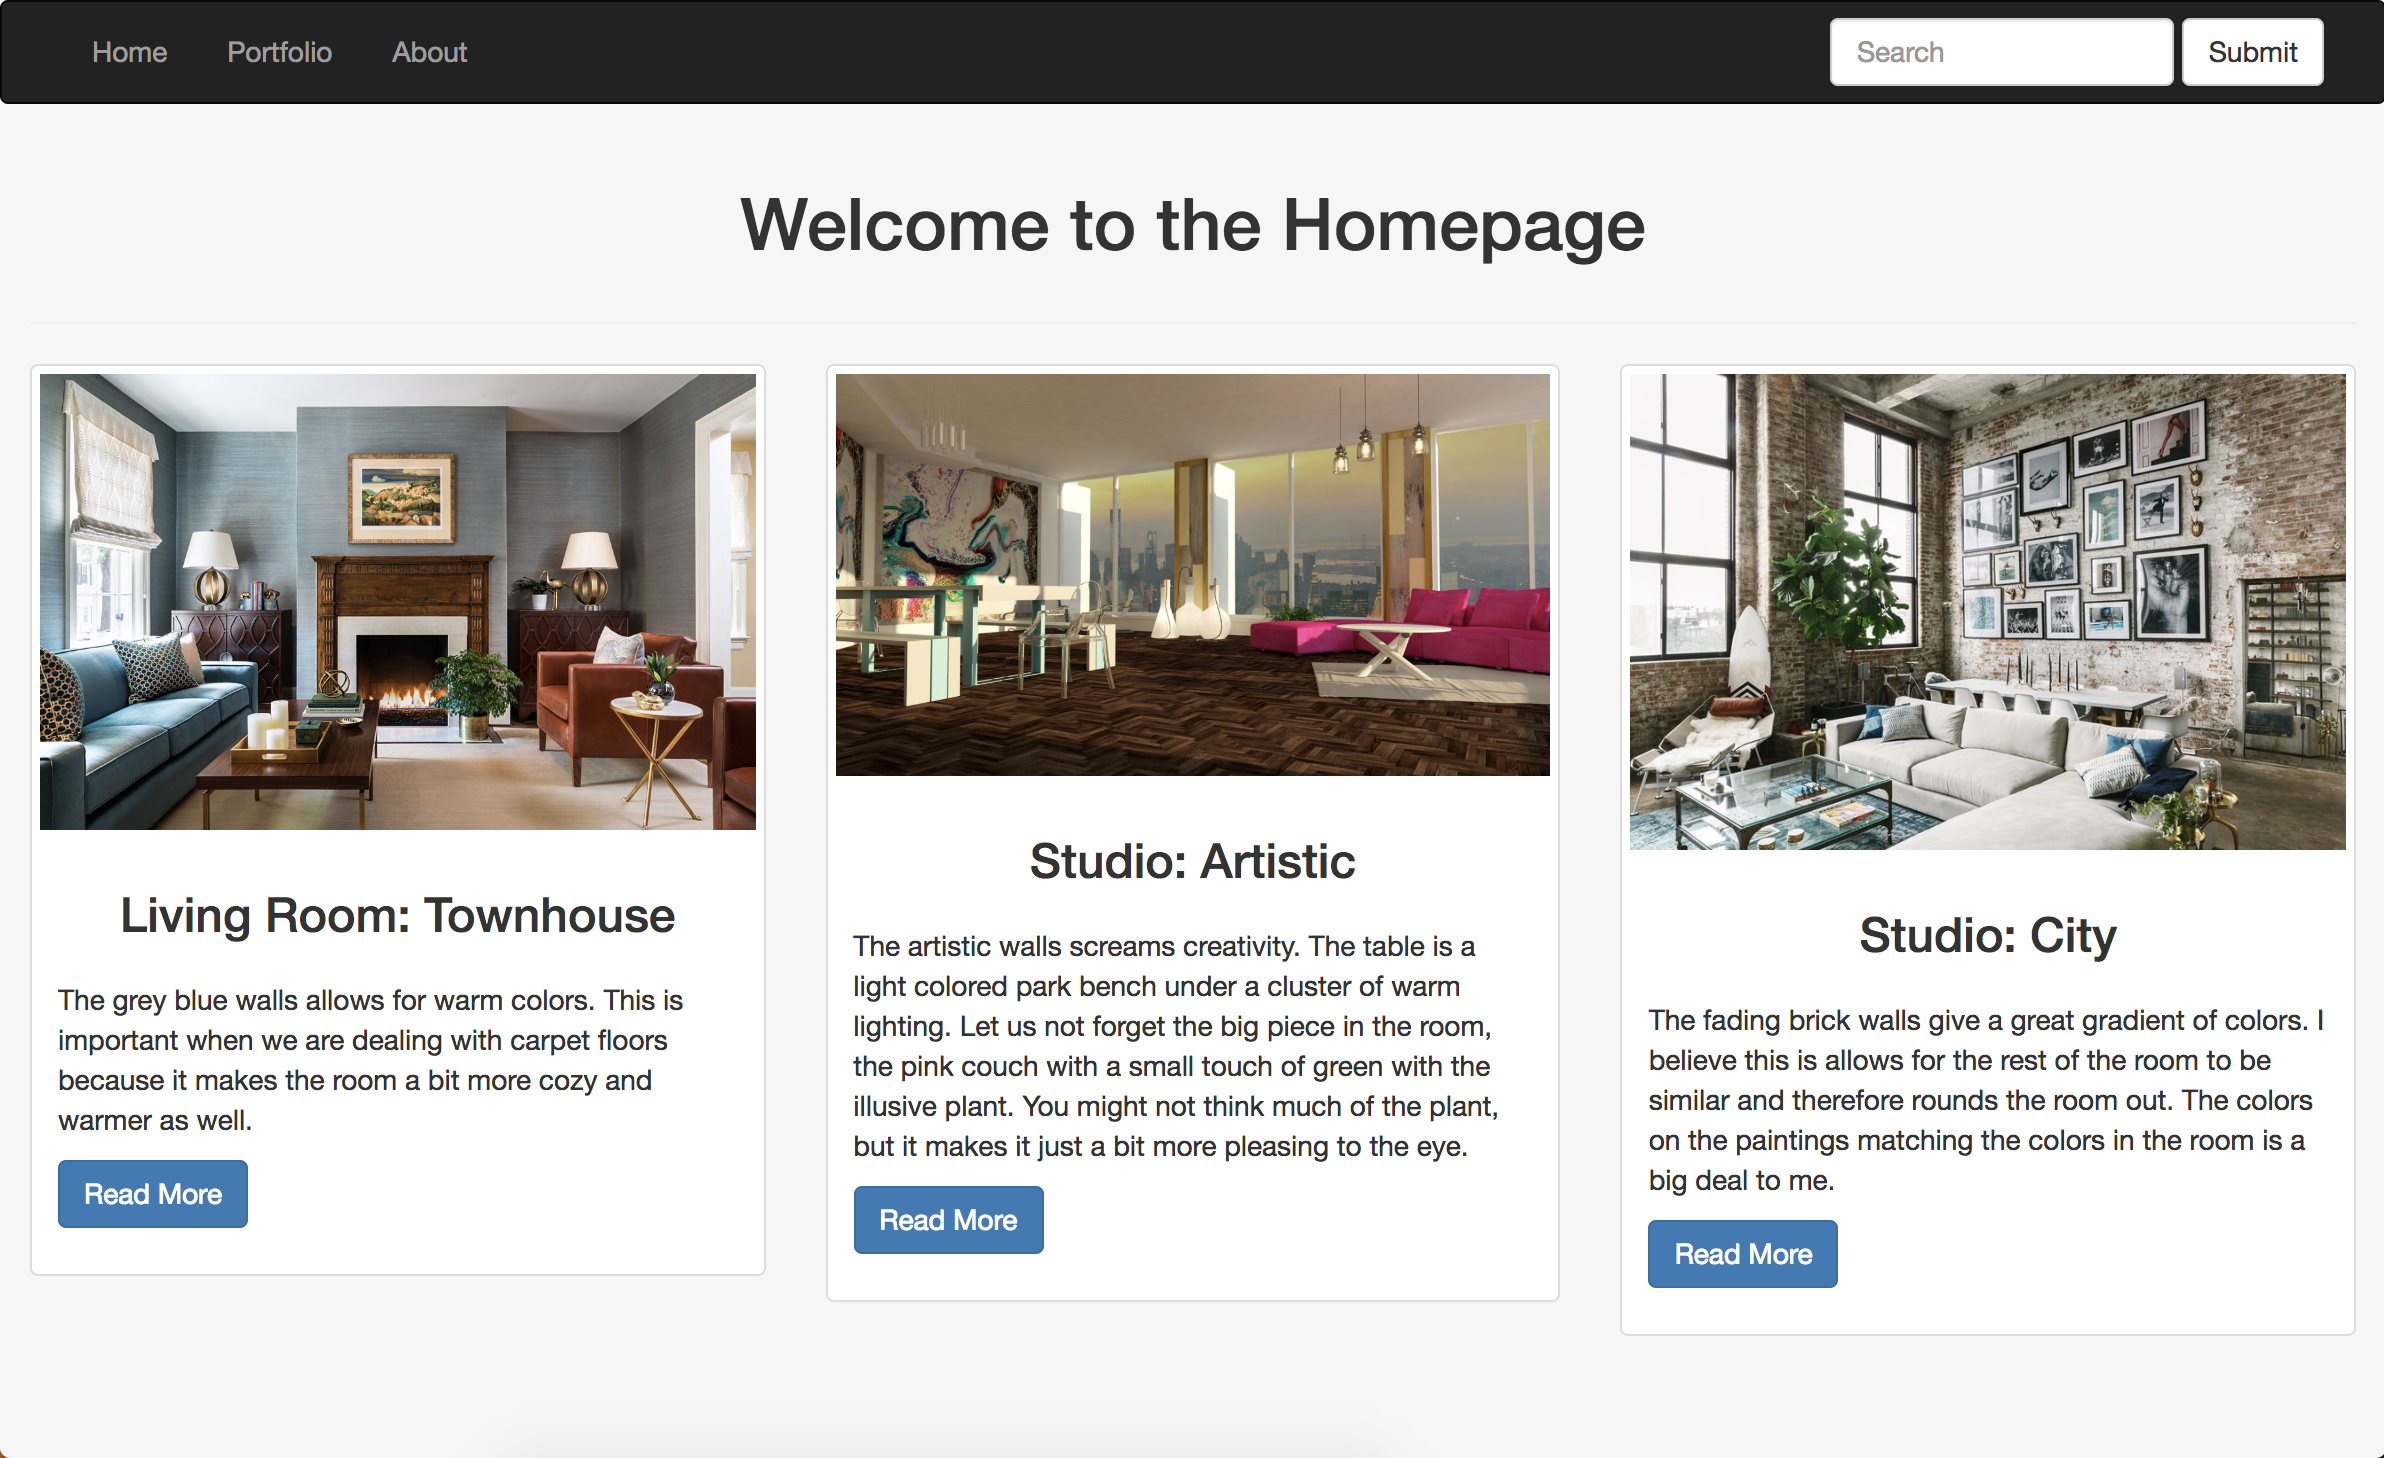 Home Portfolio About Search Submit
Welcome to the Homepage
Living Room: Townhouse
The grey blue walls allows for warm colors. This is
important when we are dealing with carpet floors
because it makes the room a bit more cozy and
warmer as well.
Read More
Studio: Artistic
The artistic walls screams creativity. The table is a
light colored park bench under a cluster of warm
lighting. Let us not forget the big piece in the room,
the pink couch with a small touch of green with the
illusive plant. You might not think much of the plant,
but it makes it just a bit more pleasing to the eye.
Read More
Studio: City
The fading brick walls give a great gradient of colors. I
believe this is allows for the rest of the room to be
similar and therefore rounds the room out. The colors
on the paintings matching the colors in the room is a
big deal to me.
Read More